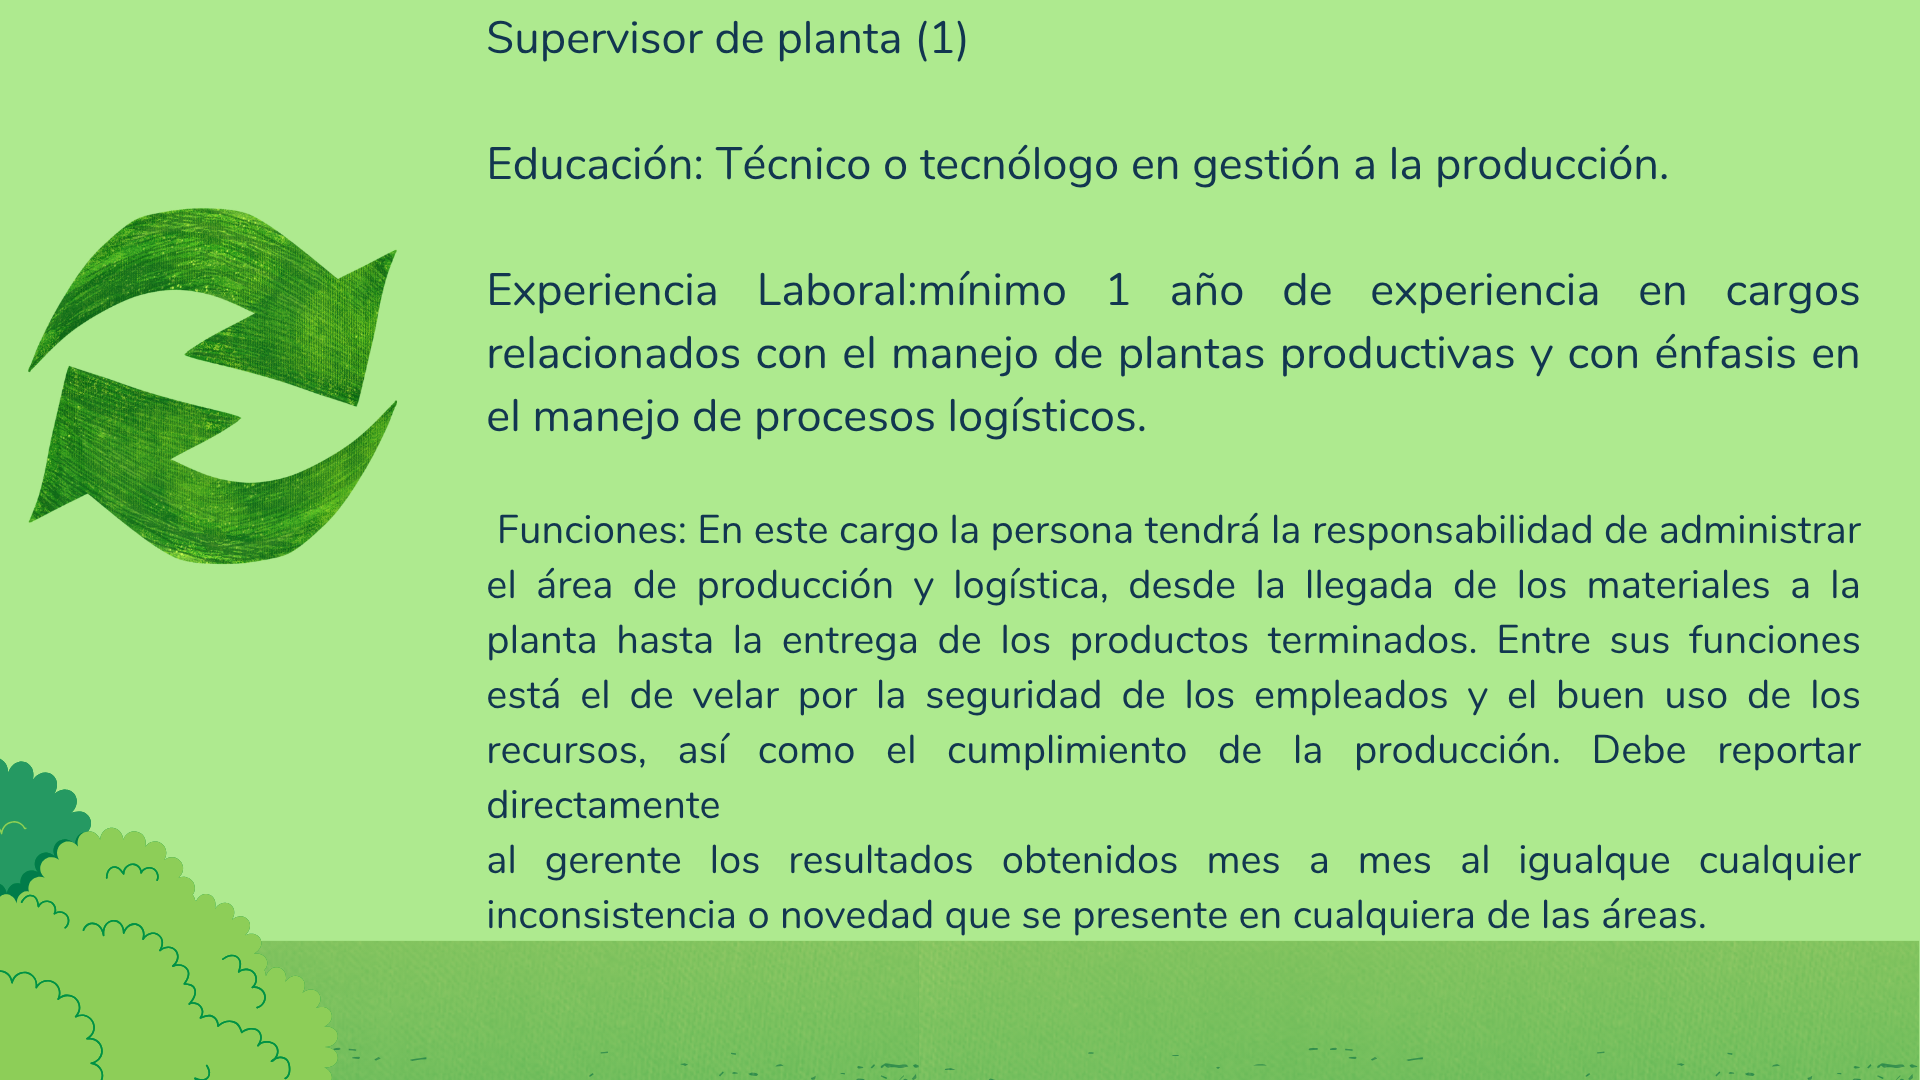 Supervisor de planta (1)
Educación: Técnico o tecnólogo en gestión a la producción.
Experiencia Laboral:mínimo 1 año de experiencia en cargos
relacionados con el manejo de plantas productivas y con énfasis en
el manejo de procesos logísticos.
Funciones: En este cargo la persona tendrá la responsabilidad de administrar
el área de producción y logística, desde la llegada de los materiales a la
planta hasta la entrega de los productos terminados. Entre sus funciones
está el de velar por la seguridad de los empleados y el buen uso de los
recursos, así como el cumplimiento de la producción. Debe reportar
directamente
al gerente los resultados obtenidos mes a mes al igualque cualquier
inconsistencia o novedad que se presente en cualquiera de las áreas.